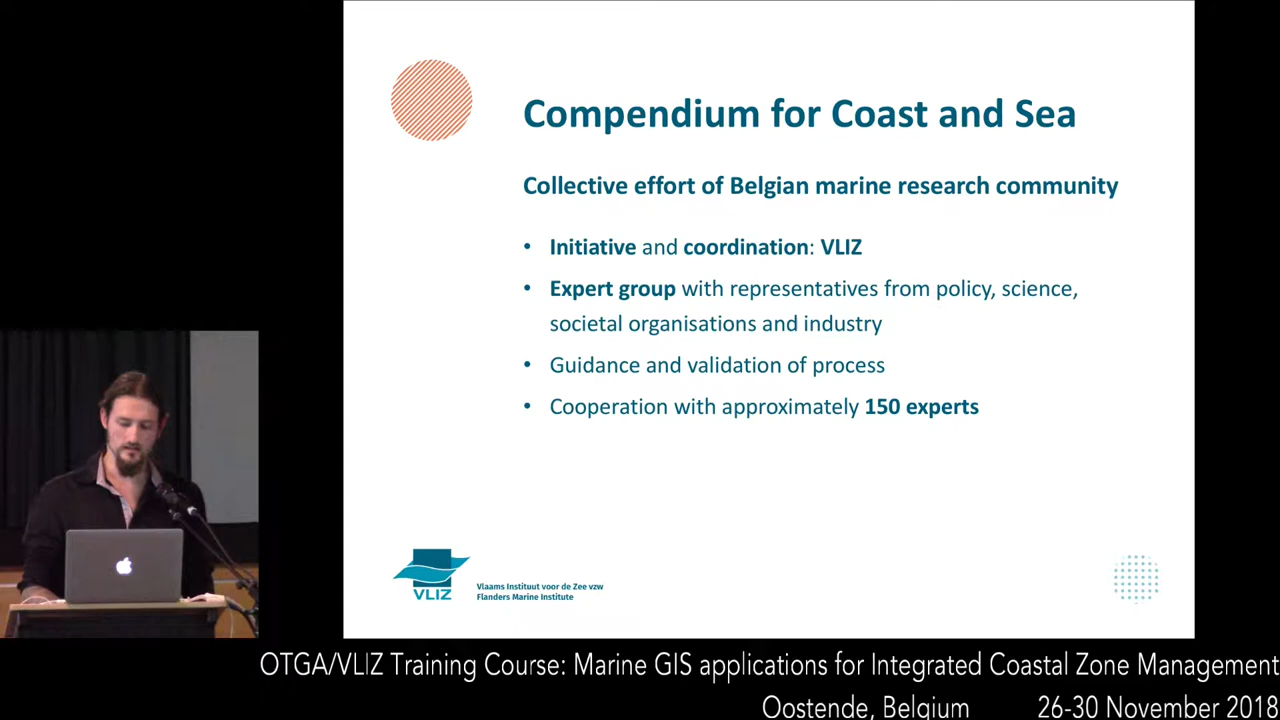 Compendium for Coast and Sea
Collective effort of Belgian marine research community
• Initiative and coordination: VLIZ
• Expert group with representatives from policy, science,
societal organisations and industry
• Guidance and validation of process
• Cooperation with approximately 150 experts
VLIZ
Vlaams Instituut voor de Zee vzw
Flanders Marine Institute
OTGA/VLIZ Training Course: Marine GIS applications for Integrated Coastal Zone Management
Oostende, Belgium 26-30 November 2018